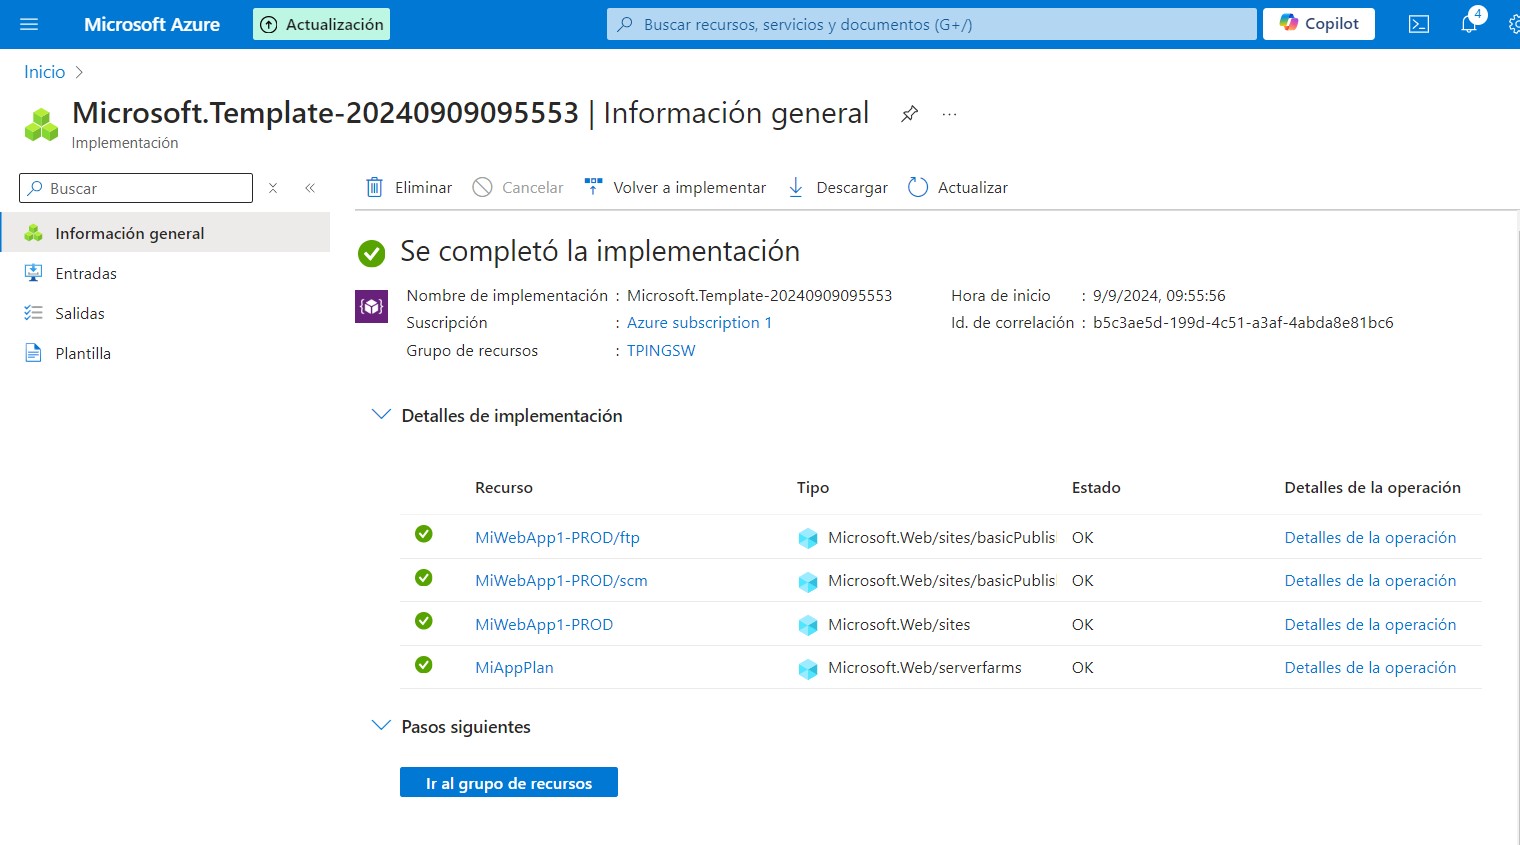 Microsoft Azure
Actualización
Buscar recursos, servicios y documentos (G+/)
Copilot
4
Inicio
Microsoft.Template-20240909095553 | Información general
Implementación
Buscar
Eliminar
Cancelar
Volver a implementar
Descargar
Actualizar
Información general
Entradas
Salidas
Plantilla
Se completó la implementación
Nombre de implementación : Microsoft.Template-20240909095553
Suscripción : Azure subscription 1
Grupo de recursos : TPINGSW
Hora de inicio : 9/9/2024, 09:55:56
Id. de correlación : b5c3ae5d-199d-4c51-a3af-4abda8e81bc6
Detalles de implementación
Recurso Tipo Estado Detalles de la operación
MiWebApp1-PROD/ftp Microsoft.Web/sites/basicPublis OK Detalles de la operación
MiWebApp1-PROD/scm Microsoft.Web/sites/basicPublis OK Detalles de la operación
MiWebApp1-PROD Microsoft.Web/sites OK Detalles de la operación
MiAppPlan Microsoft.Web/serverfarms OK Detalles de la operación
Pasos siguientes
Ir al grupo de recursos